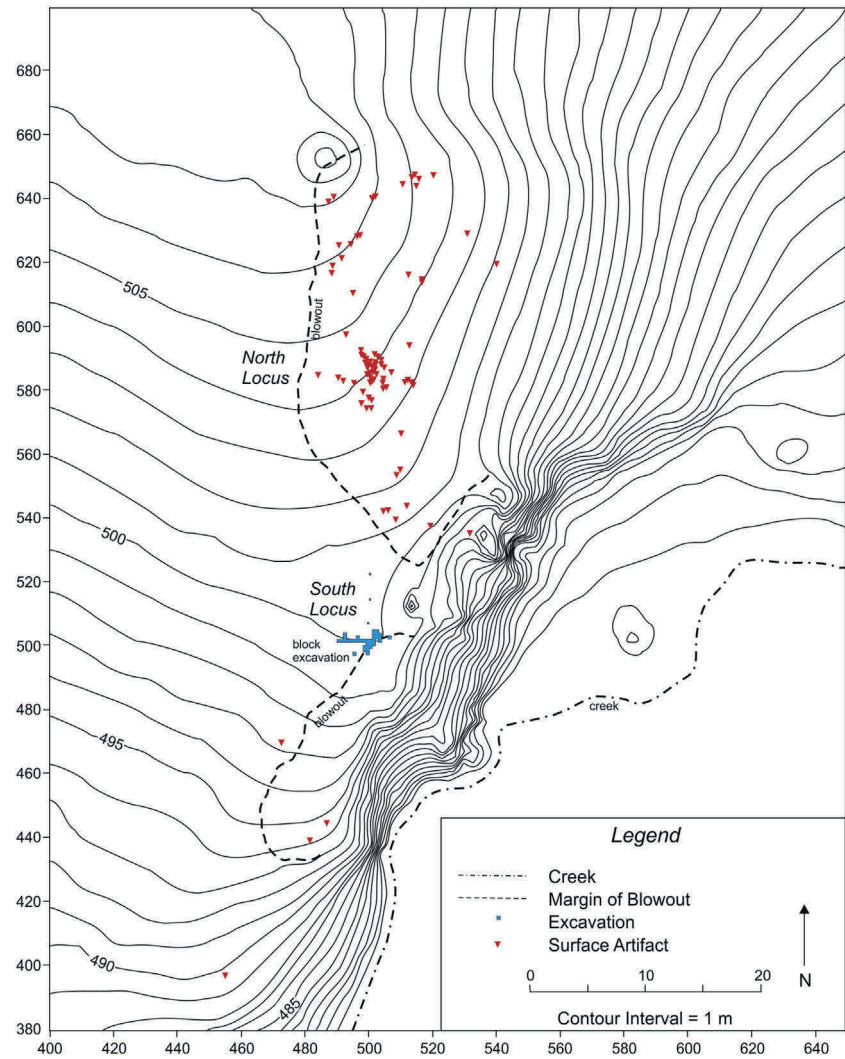 680
660
640
620
600
580
560
540
520
500
480
460
440
420
400
380
505
blowout
North
Locus
500
South
Locus
block
excavation
blowout
creek
495
490
485
Legend
Creek
Margin of Blowout
Excavation
Surface Artifact
0 10 20
N
Contour Interval = 1 m
400 420 440 460 480 500 520 540 560 580 600 620 640